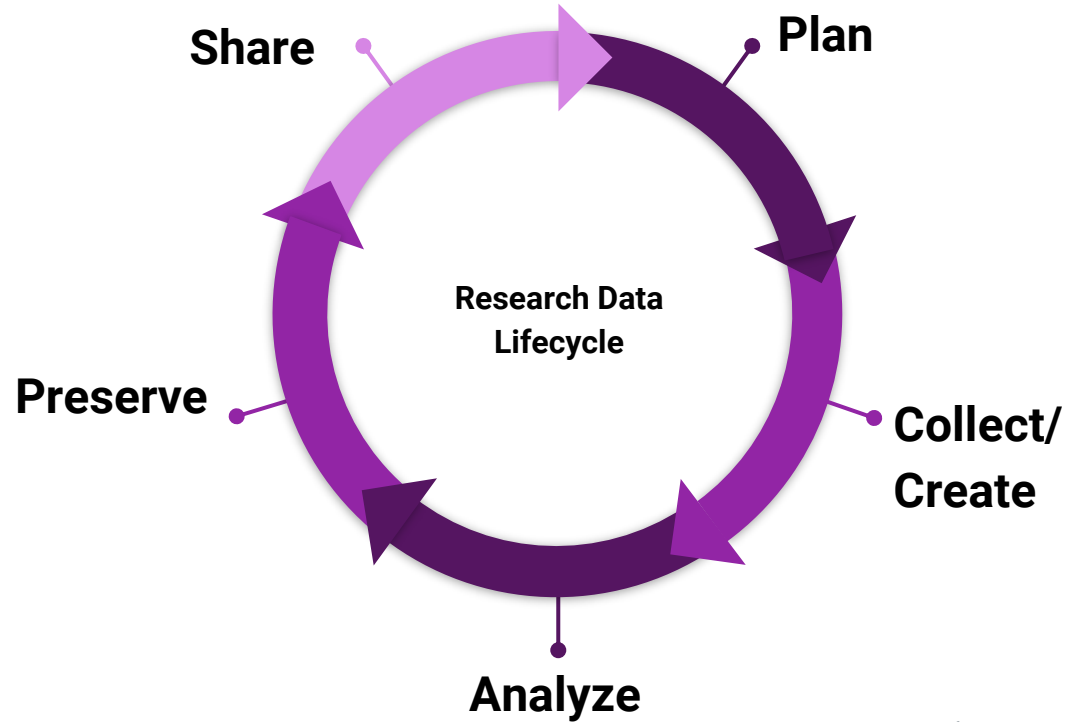 Share
Plan
Research Data
Lifecycle
Preserve
Collect/
Create
Analyze